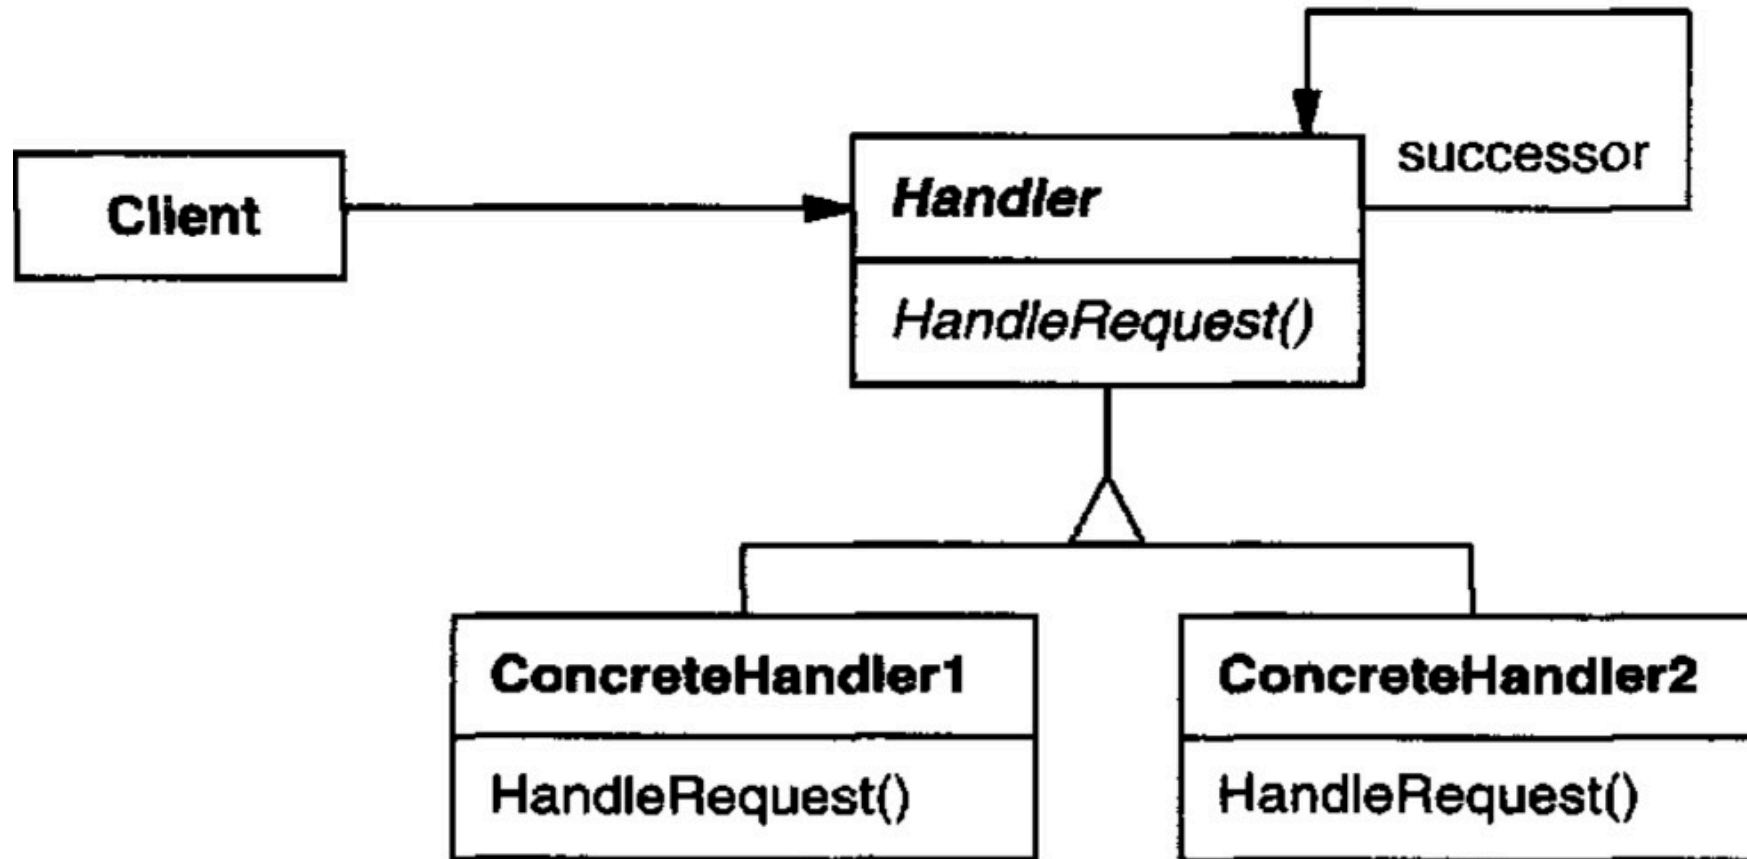 Client
Handler
successor
HandleRequest()
ConcreteHandler1
ConcreteHandler2
HandleRequest()
HandleRequest()